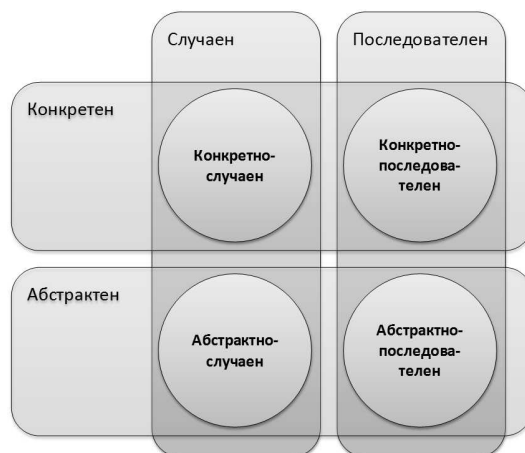 Случаен
Последователен
Конкретен
Конкретно-
случаен
Конкретно-
последова-
телен
Абстрактен
Абстрактно-
случаен
Абстрактно-
последова-
телен